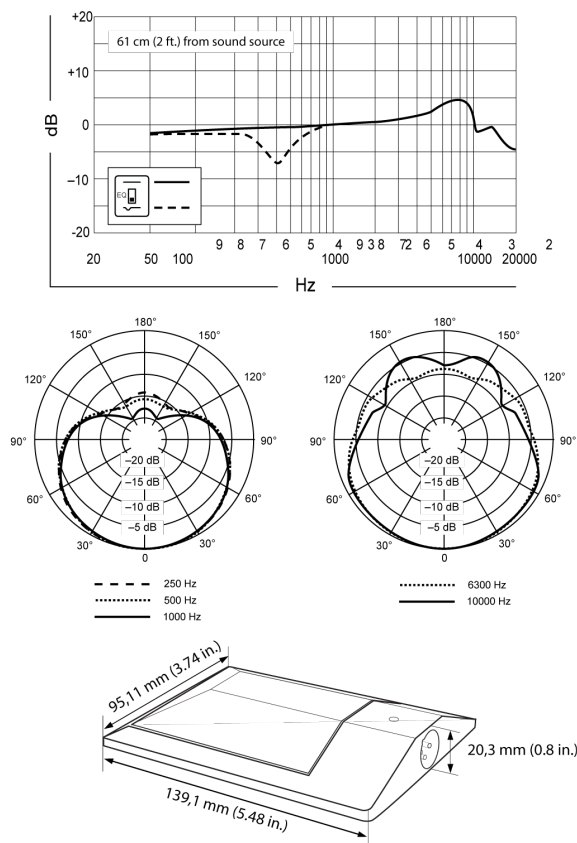 +20
61 cm (2 ft.) from sound source
+10
dB
0
–10
EQ
-20
9 8 7 6 5 4 9 3 8 72 6 5 4 3 2
20 50 100 1000 10000 20000
Hz
180°
150° 150°
120° 120°
90° 90°
–20 dB
–15 dB
60° 60°
–10 dB
–5 dB
30° 30°
0
250 Hz
500 Hz
1000 Hz
180°
150° 150°
120° 120°
90° 90°
–20 dB
–15 dB
60° 60°
–10 dB
–5 dB
30° 30°
0
6300 Hz
10000 Hz
95,11 mm (3.74 in.)
20,3 mm (0.8 in.)
139,1 mm (5.48 in.)